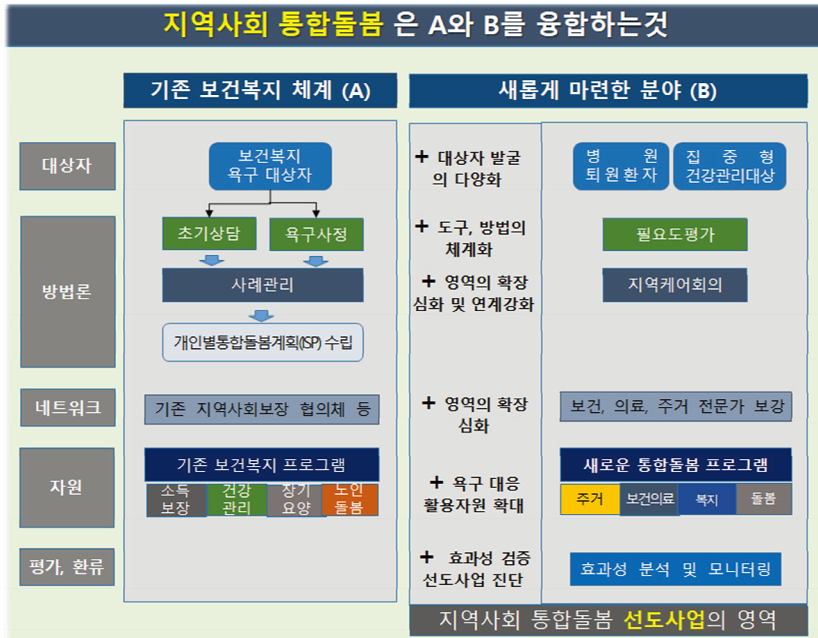 지역사회 통합돌봄 은 A와 B를 융합하는것
기존 보건복지 체계 (A)
새롭게 마련한 분야 (B)
대상자
보건복지
욕구 대상자
+ 대상자 발굴
의 다양화
병 원
퇴원환자
집 중 형
건강관리대상
방법론
초기상담
욕구사정
+ 도구, 방법의
체계화
필요도평가
사례관리
+ 영역의 확장
심화 및 연계강화
지역케어회의
개인별통합돌봄계획(ISP) 수립
네트워크
기존 지역사회보장 협의체 등
+ 영역의 확장
심화
보건, 의료, 주거 전문가 보강
자원
기존 보건복지 프로그램
소득
보장
건강
관리
장기
요양
노인
돌봄
+ 욕구 대응
활용자원 확대
새로운 통합돌봄 프로그램
주거
보건의료
복지
돌봄
평가, 환류
+ 효과성 검증
선도사업 진단
효과성 분석 및 모니터링
지역사회 통합돌봄 선도사업의 영역